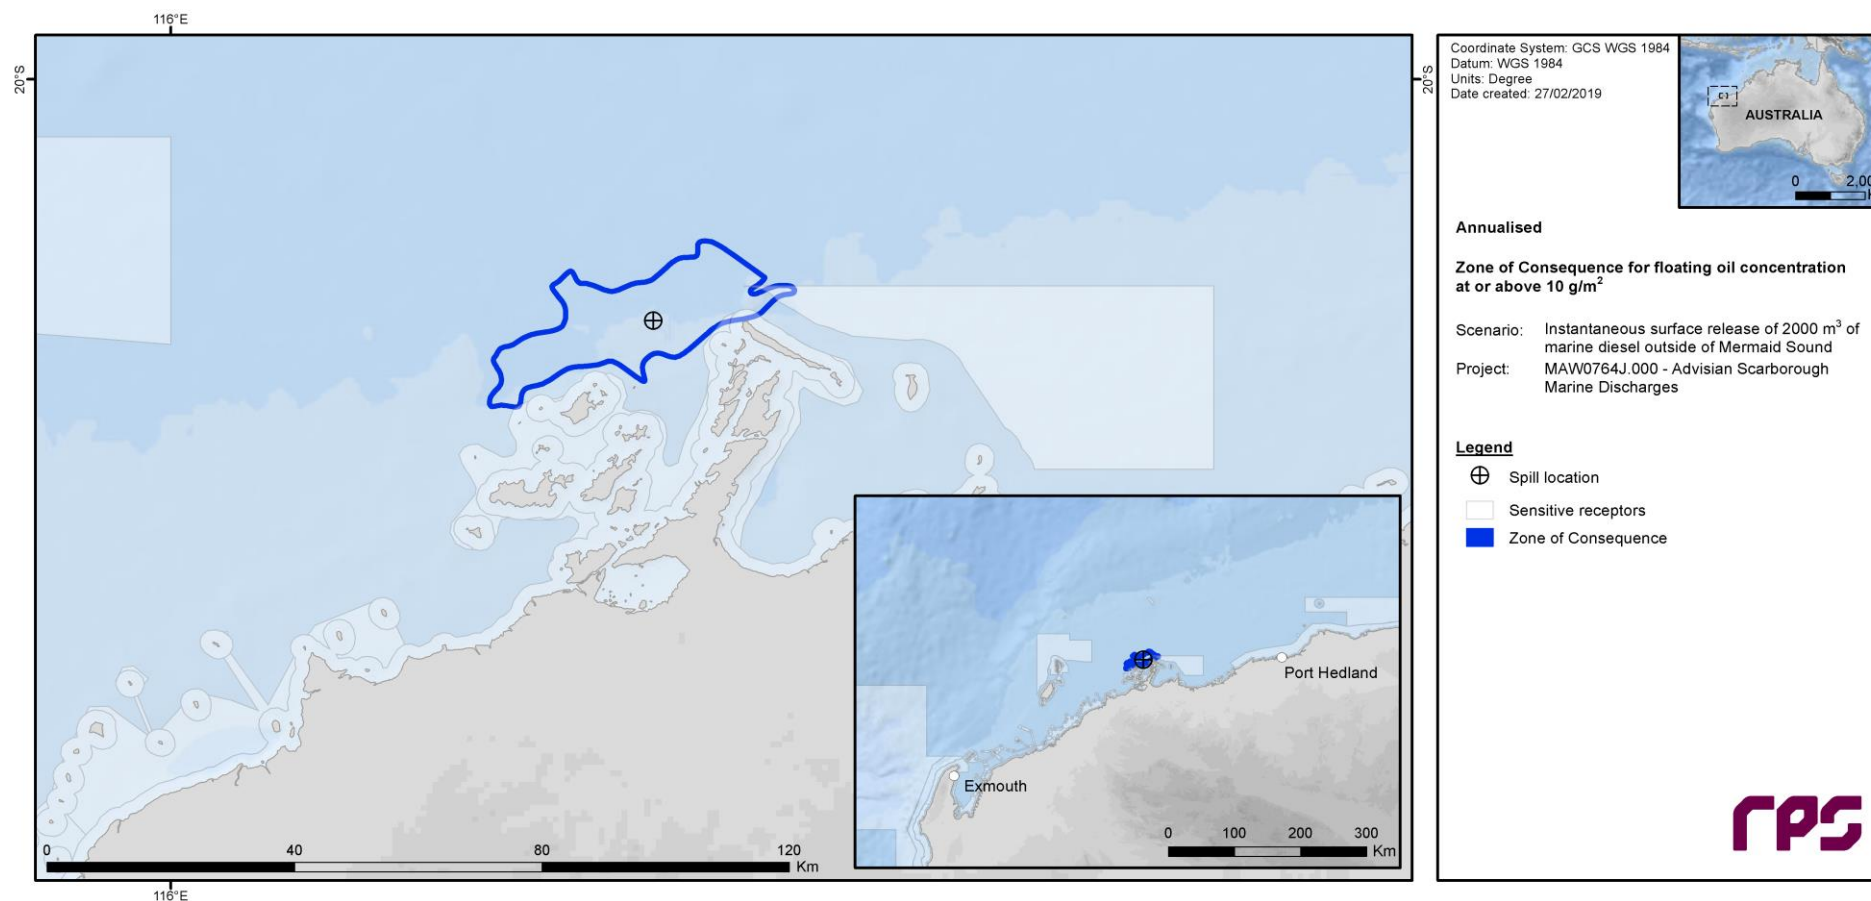 116°E
20°S
20°S
Coordinate System: GCS WGS 1984
Datum: WGS 1984
Units: Degree
Date created: 27/02/2019
AUSTRALIA
0
Annualised
Zone of Consequence for floating oil concentration
at or above 10 g/m²
Scenario: Instantaneous surface release of 2000 m³ of
marine diesel outside of Mermaid Sound
Project: MAW0764J.000 - Advisian Scarborough
Marine Discharges
Legend
Spill location
Sensitive receptors
Zone of Consequence
Port Hedland
Exmouth
0 100 200 300
Km
0 40 80 120
Km
116°E
rps